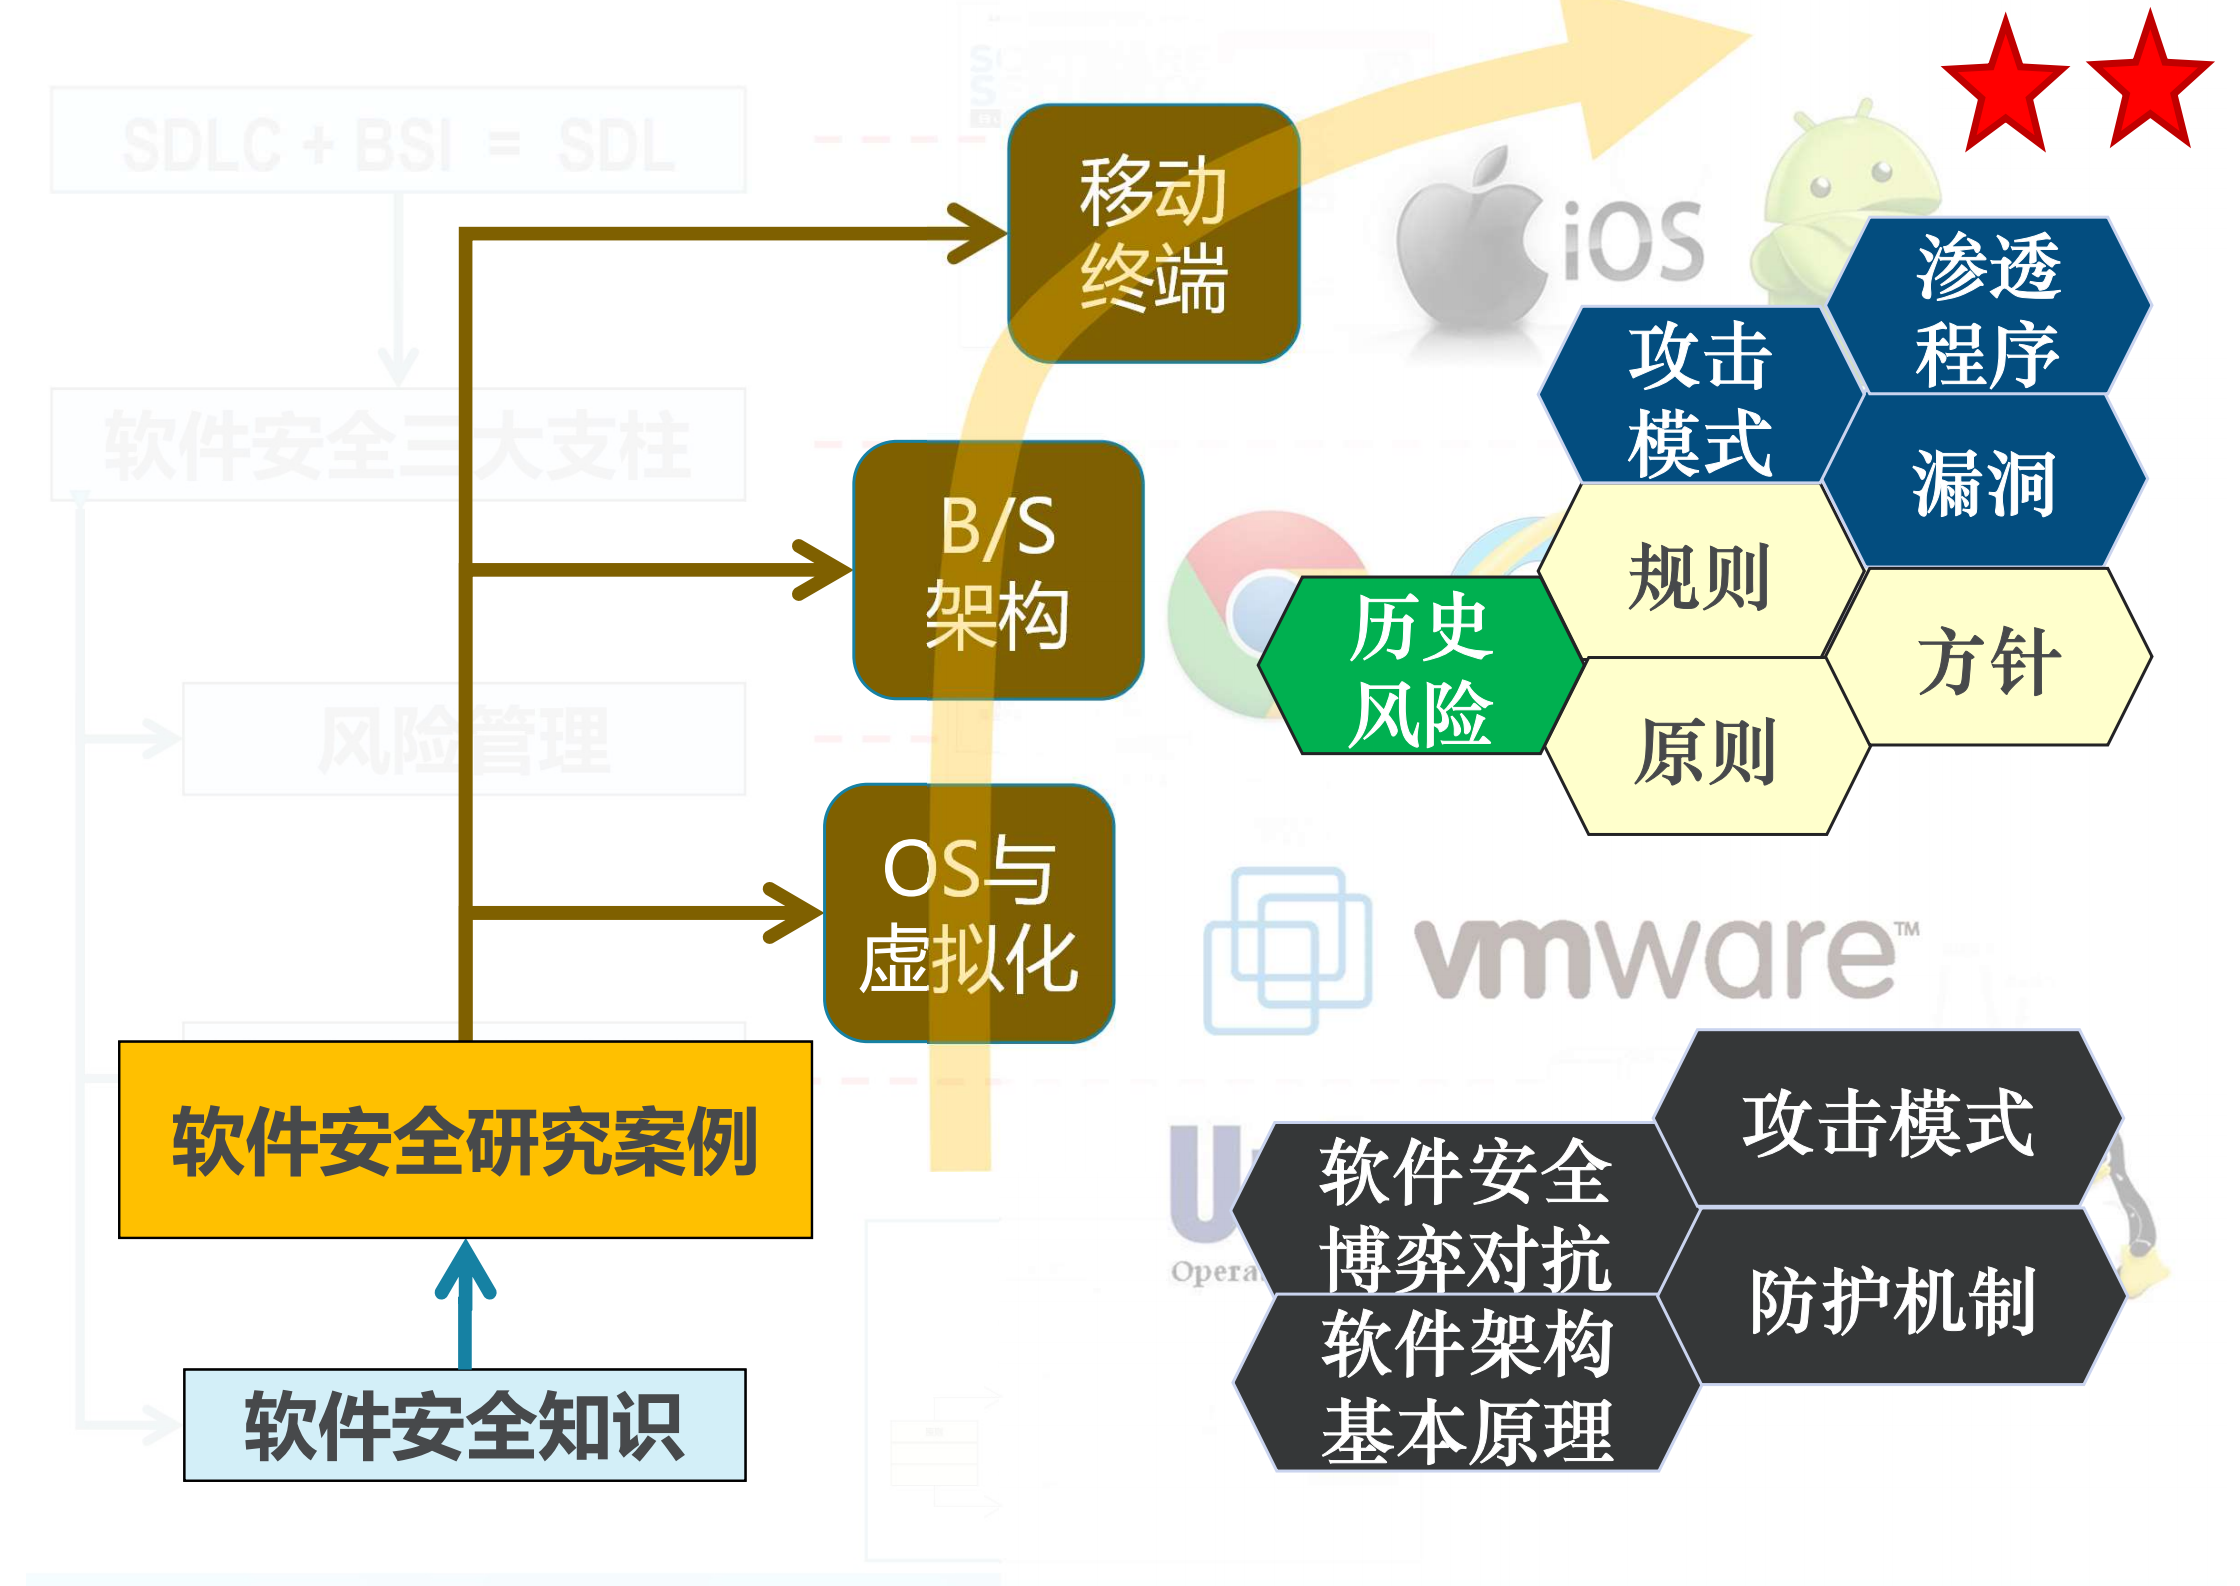 SDLC + BSI = SDL
移动
终端
iOS
渗透
程序
攻击
模式
软件安全三大支柱
漏洞
B/S
架构
规则
历史
风险
方针
风险管理
原则
OS与
虚拟化
vmware™
软件安全研究案例
攻击模式
软件安全
博弈对抗
Opera
防护机制
软件架构
基本原理
软件安全知识